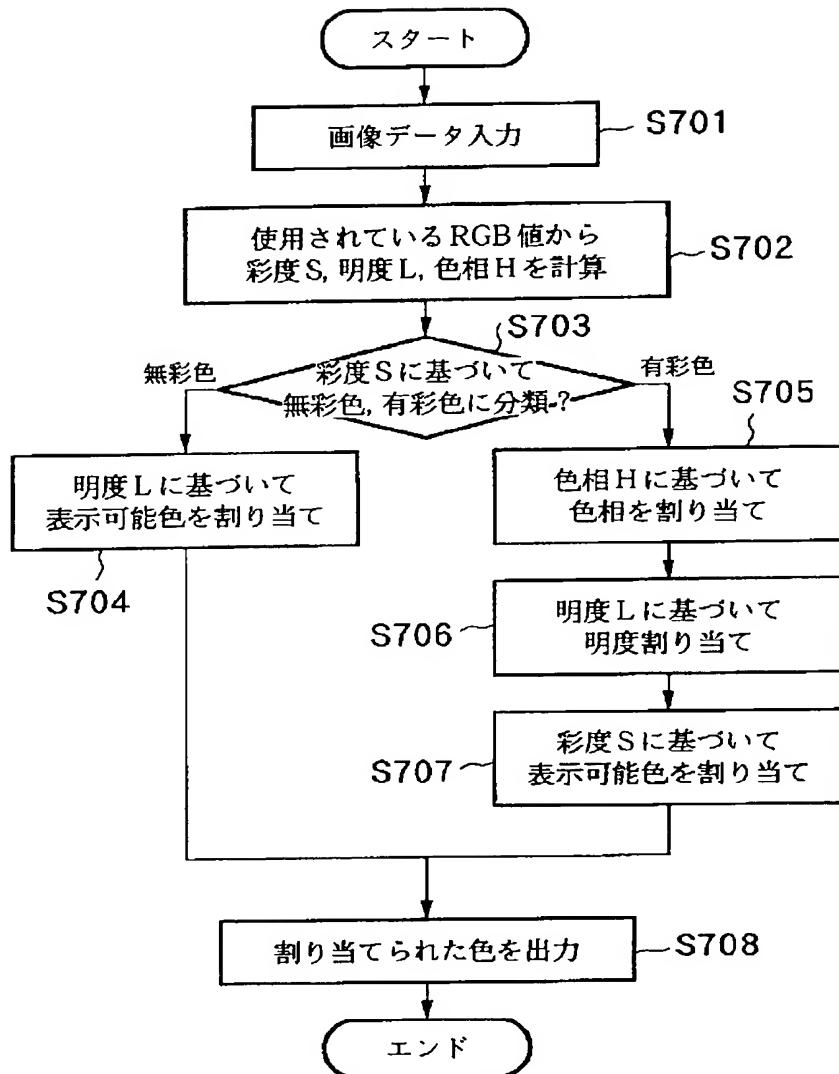 スタート
画像データ入力
S701
使用されているRGB値から
彩度S, 明度L, 色相Hを計算
S702
S703
彩度Sに基づいて
無彩色, 有彩色に分類?
無彩色
有彩色
明度Lに基づいて
表示可能色を割り当て
S704
S705
色相Hに基づいて
色相を割り当て
S706
明度Lに基づいて
明度割り当て
S707
彩度Sに基づいて
表示可能色を割り当て
割り当てられた色を出力
S708
エンド